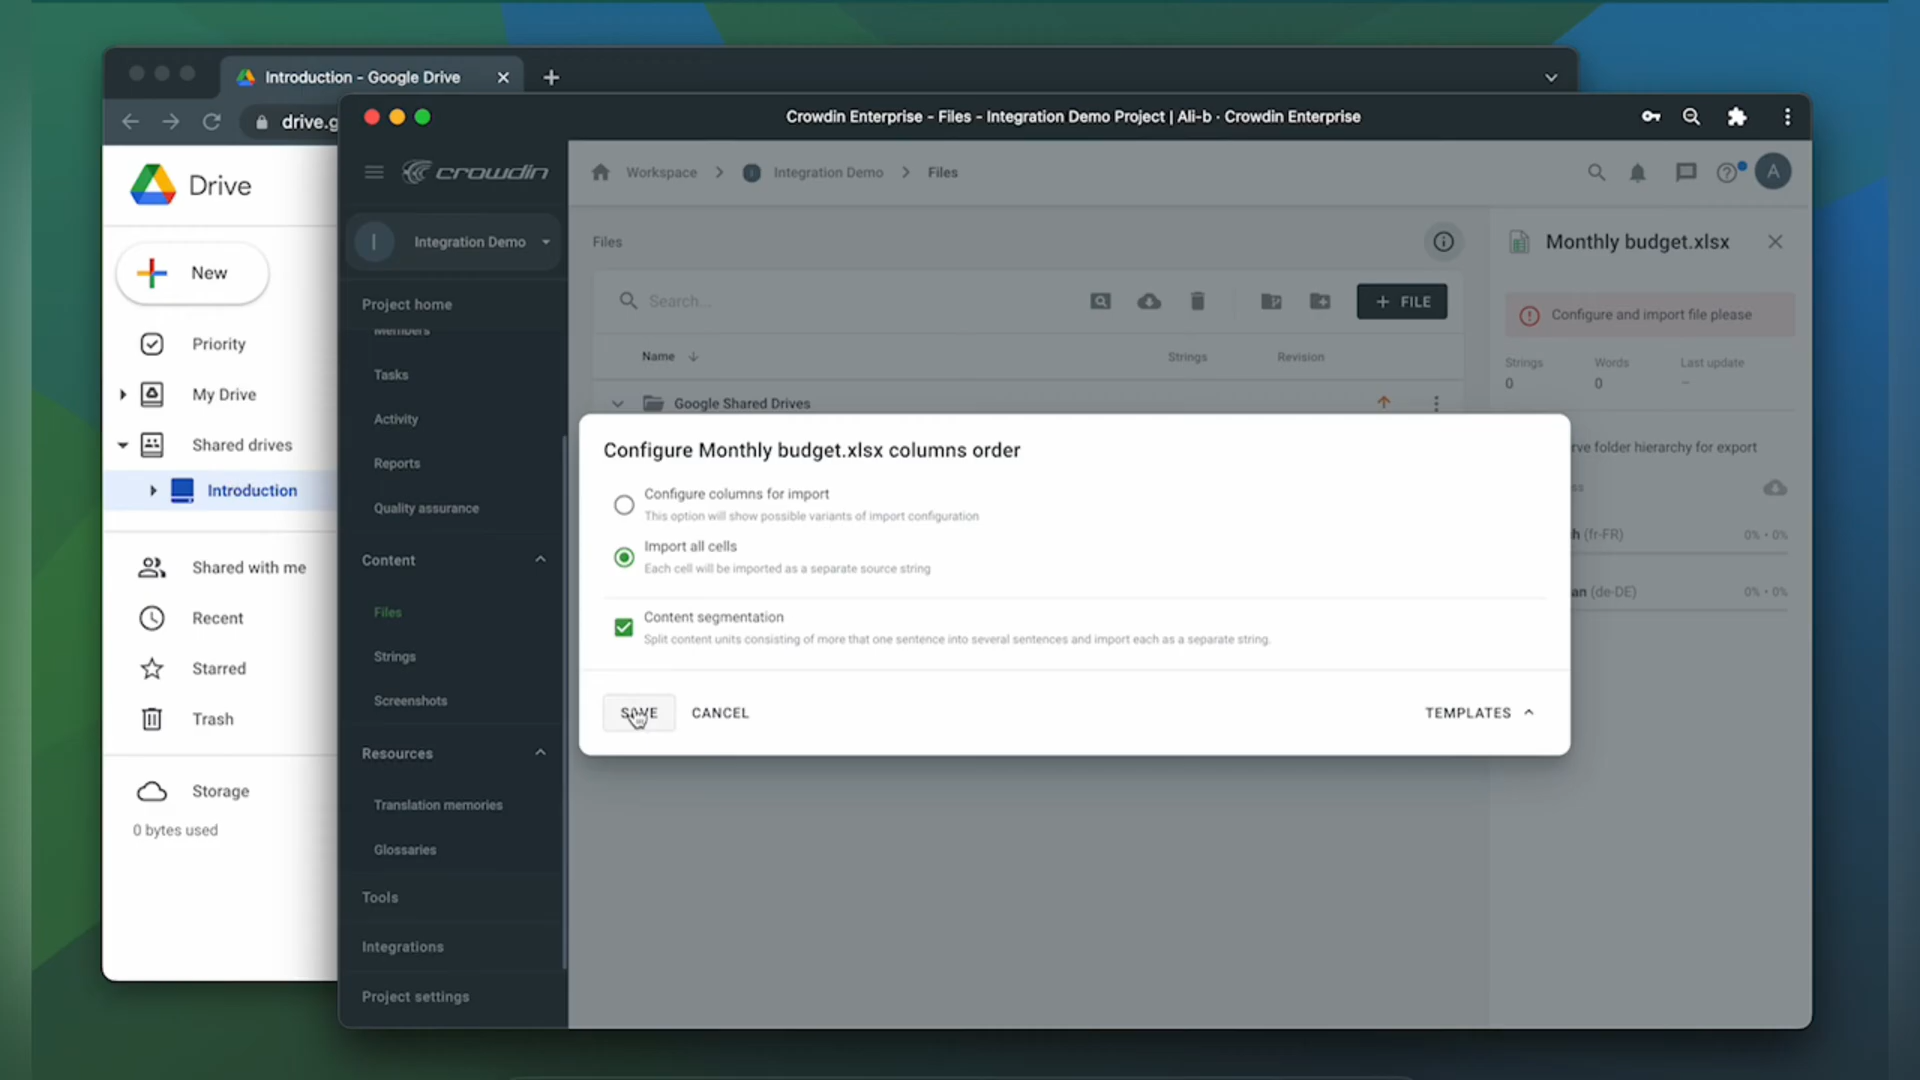 Introduction - Google Drive
drive.g
Drive
New
Priority
My Drive
Shared drives
Introduction
Shared with me
Recent
Starred
Trash
Storage
0 bytes used
Crowdin Enterprise - Files - Integration Demo Project | Ali-b · Crowdin Enterprise
crowdin
I
Integration Demo
Project home
Members
Tasks
Activity
Reports
Quality assurance
Content
Files
Strings
Screenshots
Resources
Translation memories
Glossaries
Tools
Integrations
Project settings
Workspace
Integration Demo
Files
A
Files
Search...
+ FILE
Name
Strings
Revision
Google Shared Drives
Monthly budget.xlsx
Configure and import file please
Strings
Words
Last update
0
0
–
rve folder hierarchy for export
ss
h (fr-FR)
0% • 0%
an (de-DE)
0% • 0%
Configure Monthly budget.xlsx columns order
Configure columns for import
This option will show possible variants of import configuration
Import all cells
Each cell will be imported as a separate source string
Content segmentation
Split content units consisting of more that one sentence into several sentences and import each as a separate string.
SAVE
CANCEL
TEMPLATES